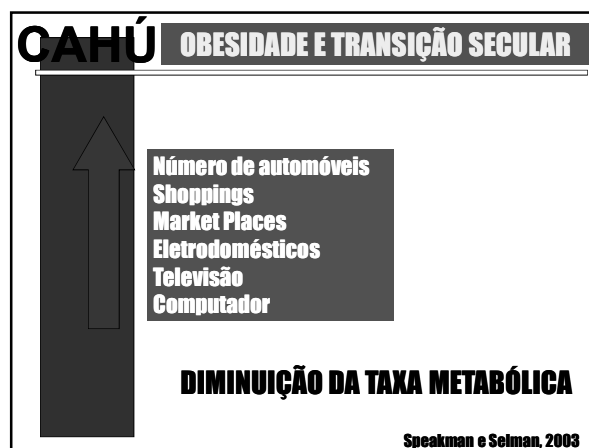 CAHÚ
OBESIDADE E TRANSIÇÃO SECULAR
Número de automóveis
Shoppings
Market Places
Eletrodomésticos
Televisão
Computador
DIMINUIÇÃO DA TAXA METABÓLICA
Speakman e Selman, 2003